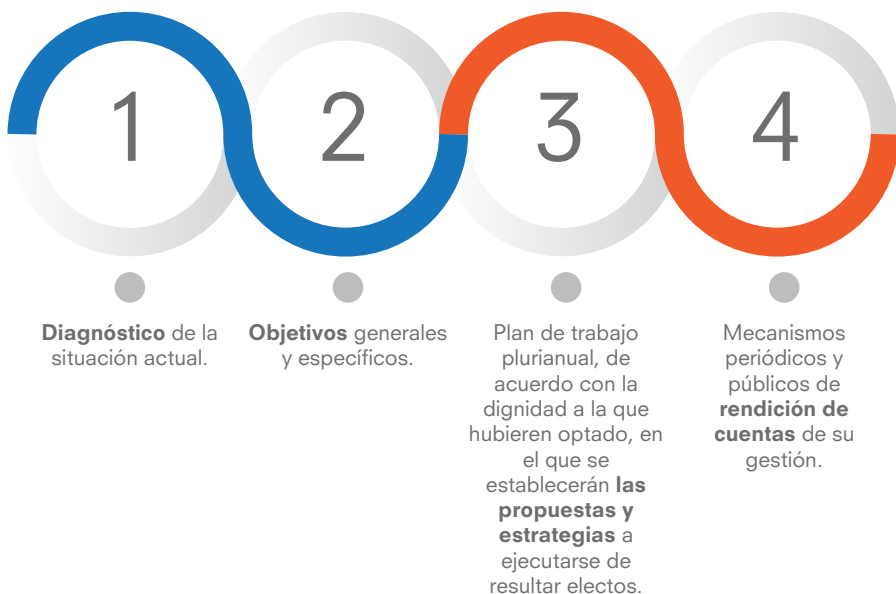 1
Diagnóstico de la
situación actual.
2
Objetivos generales
y específicos.
3
Plan de trabajo
plurianual, de
acuerdo con la
dignidad a la que
hubieren optado, en
el que se
establecerán las
propuestas y
estrategias a
ejecutarse de
resultar electos.
4
Mecanismos
periódicos y
públicos de
rendición de
cuentas de su
gestión.